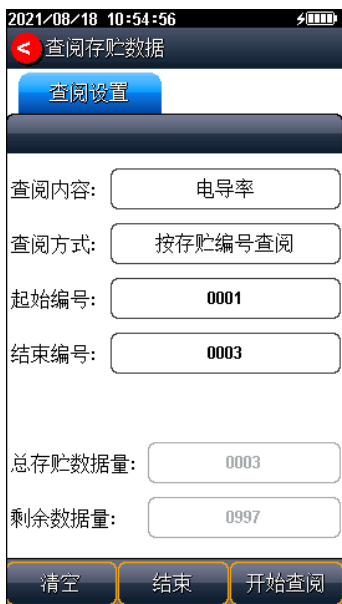 2021/08/18 10:54:56
< 查阅存贮数据
查阅设置
查阅内容: 电导率
查阅方式: 按存贮编号查阅
起始编号: 0001
结束编号: 0003
总存贮数据量: 0003
剩余数据量: 0997
清空 结束 开始查阅